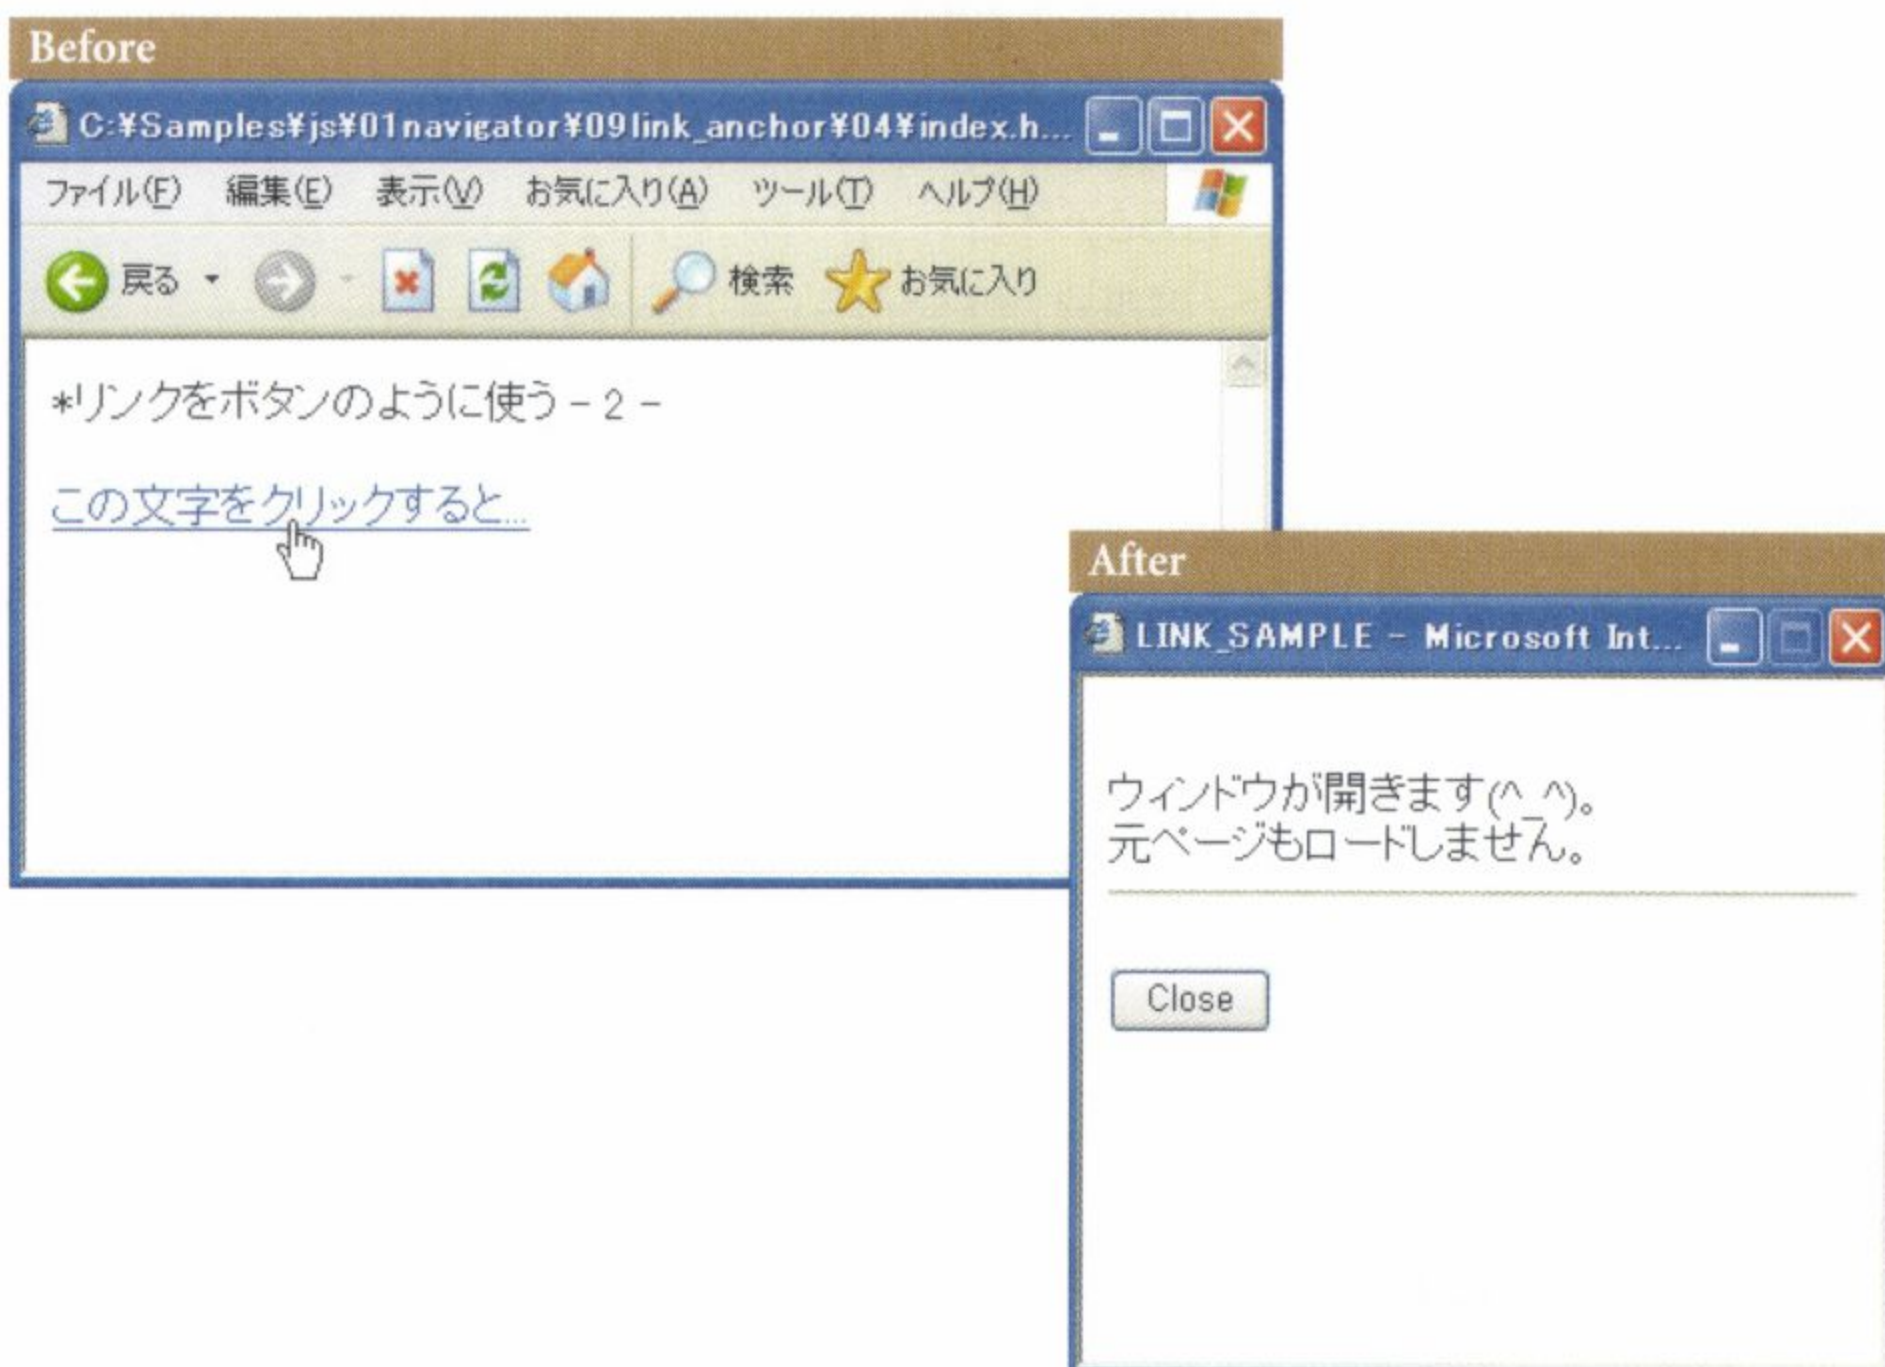 Before
C:¥Samples¥js¥01navigator¥09link_anchor¥04¥index.h...
ファイル(F) 編集(E) 表示(V) お気に入り(A) ツール(T) ヘルプ(H)
戻る 検索 お気に入り
*リンクをボタンのように使う - 2 -
この文字をクリックすると...
After
LINK_SAMPLE - Microsoft Int...
ウィンドウが開きます(^_^)。
元ページもロードしません。
Close